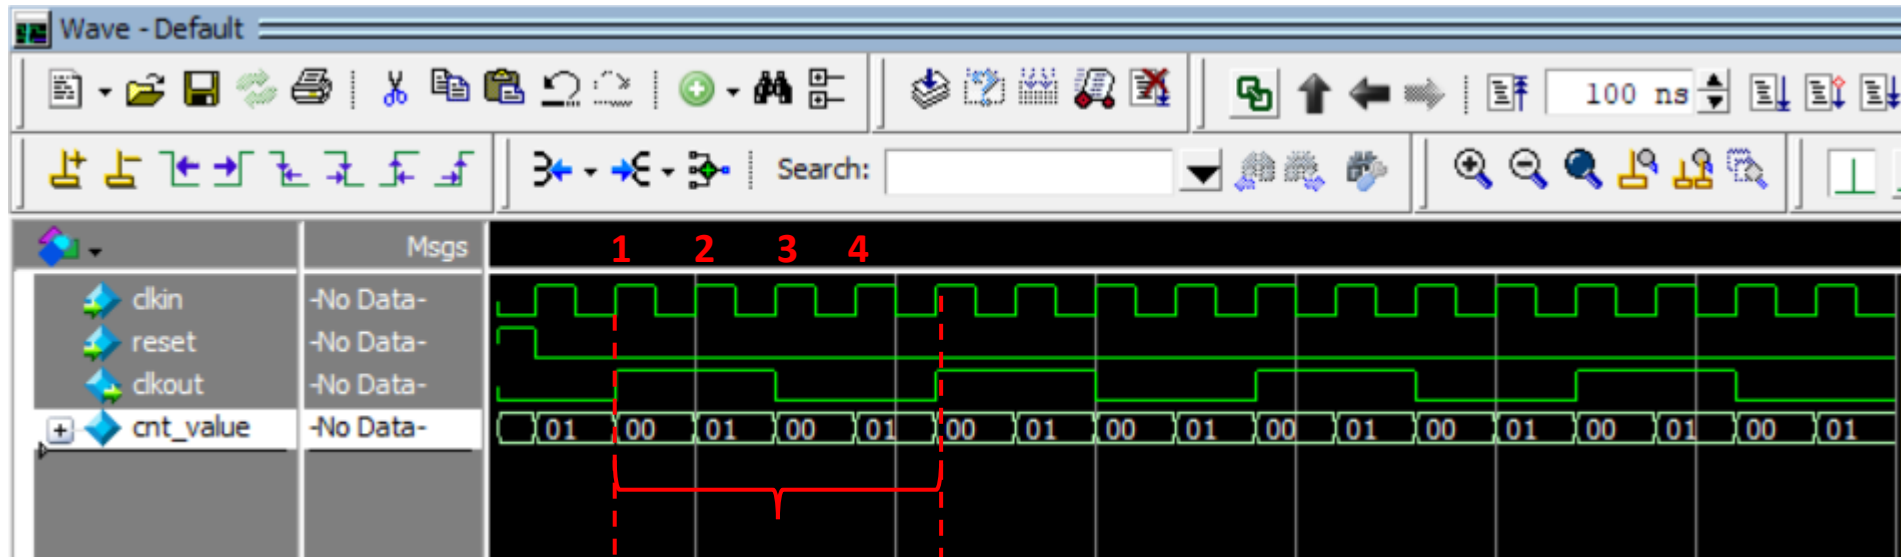 Wave - Default
100 ns
Search:
Msgs
1 2 3 4
clkin -No Data-
reset -No Data-
clkout -No Data-
cnt_value -No Data- 01 00 01 00 01 00 01 00 01 00 01 00 01 00 01 00 01